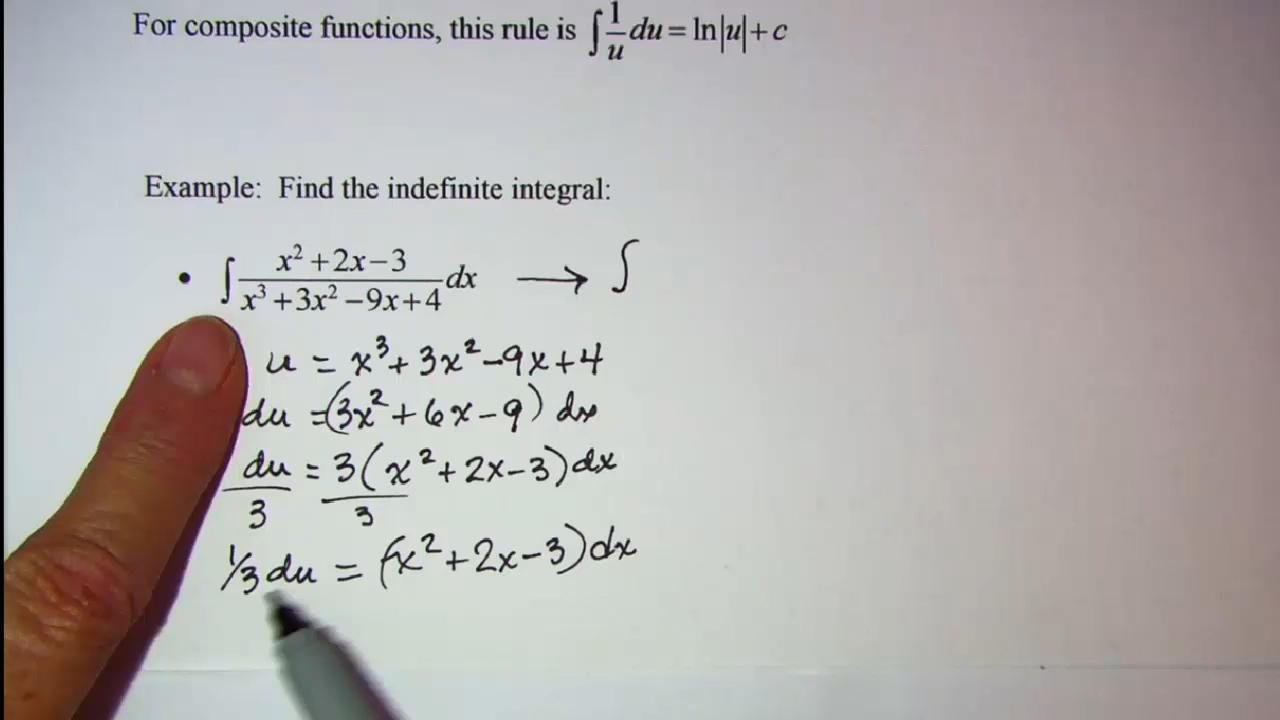 For composite functions, this rule is ∫ 1/u du = ln|u| + c
Example: Find the indefinite integral:
• ∫ (x² + 2x − 3)/(x³ + 3x² − 9x + 4) dx → ∫
u = x³ + 3x² − 9x + 4
du = (3x² + 6x − 9) dx
du/3 = 3(x² + 2x − 3)dx/3
1/3 du = (x² + 2x − 3)dx